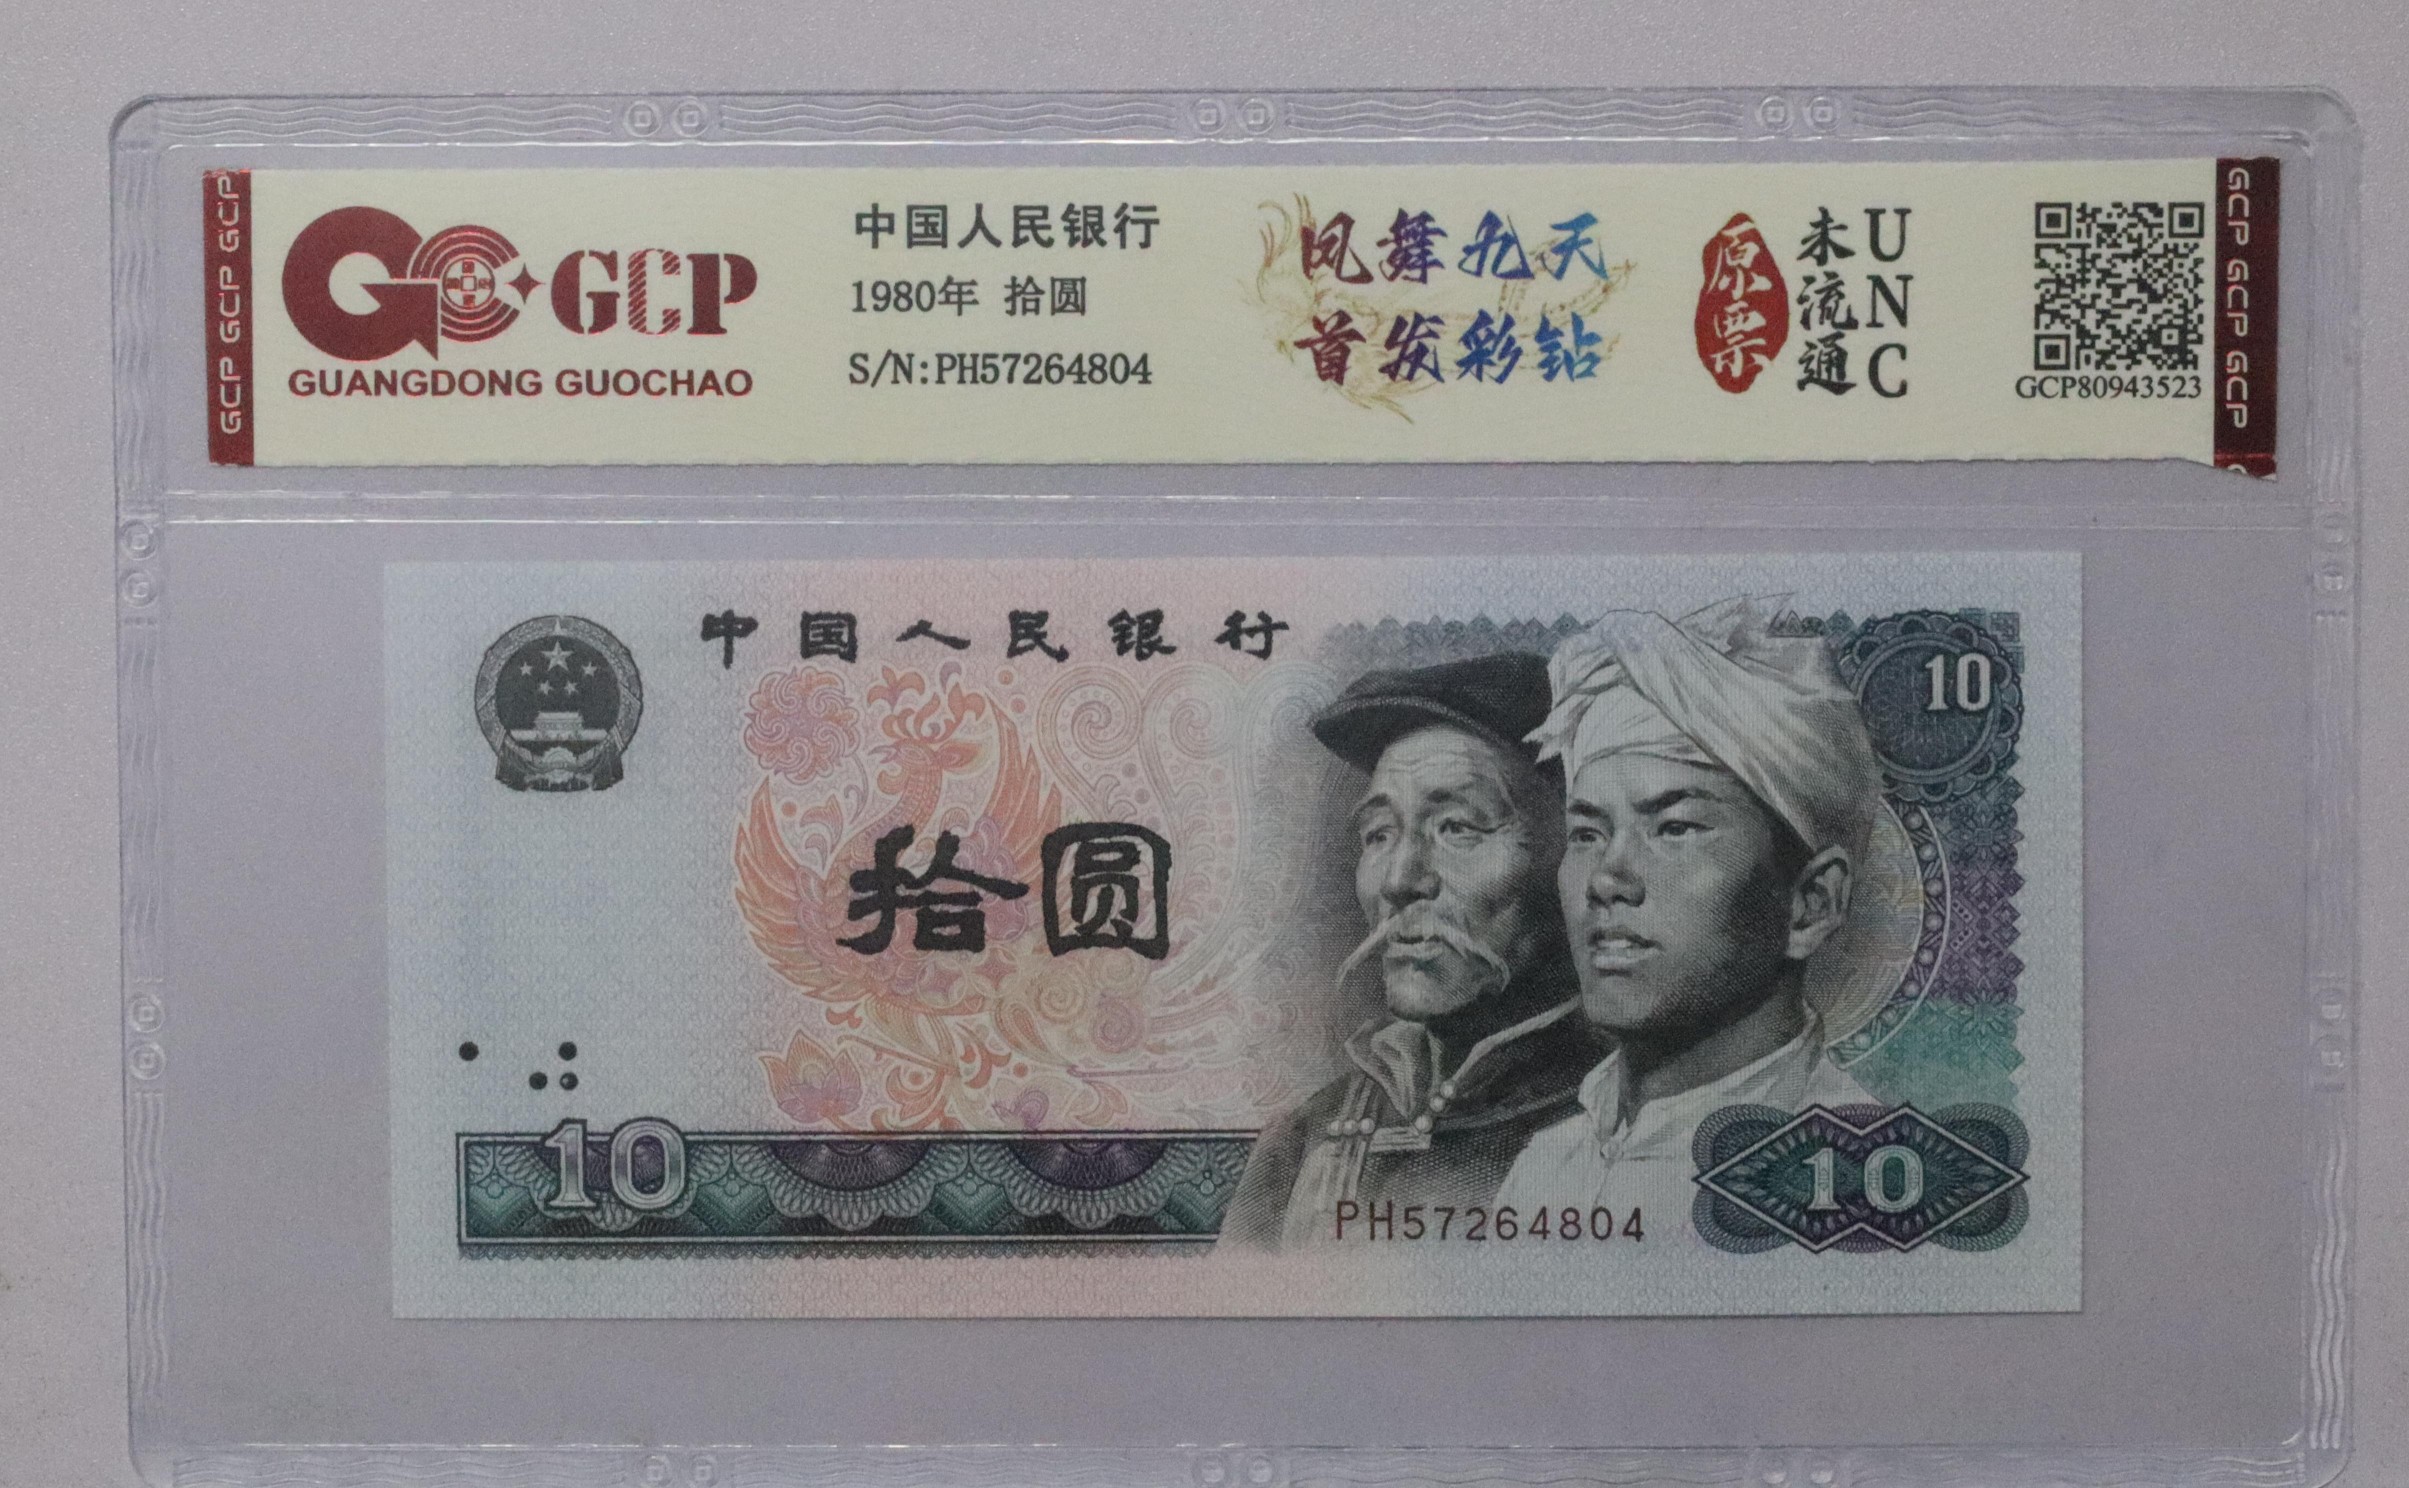 GCP GCP GCP
GCP
GUANGDONG GUOCHAO
中国人民银行
1980年 拾圆
S/N:PH57264804
凤舞九天
首发彩钻
原票
未流通
UNC
GCP80943523
GCP GCP GCP
中国人民银行
10
拾圆
10
PH57264804
10